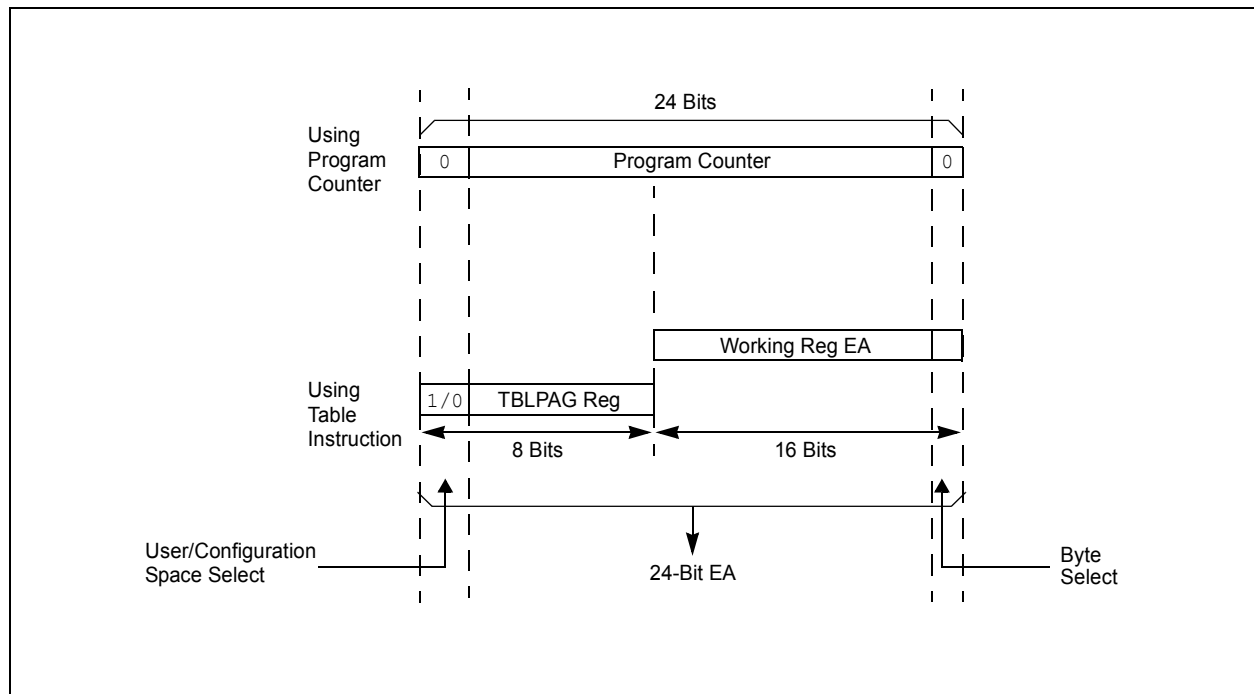 24 Bits
Using
Program
Counter
0
Program Counter
0
Working Reg EA
Using
Table
Instruction
1/0
TBLPAG Reg
8 Bits
16 Bits
User/Configuration
Space Select
24-Bit EA
Byte
Select